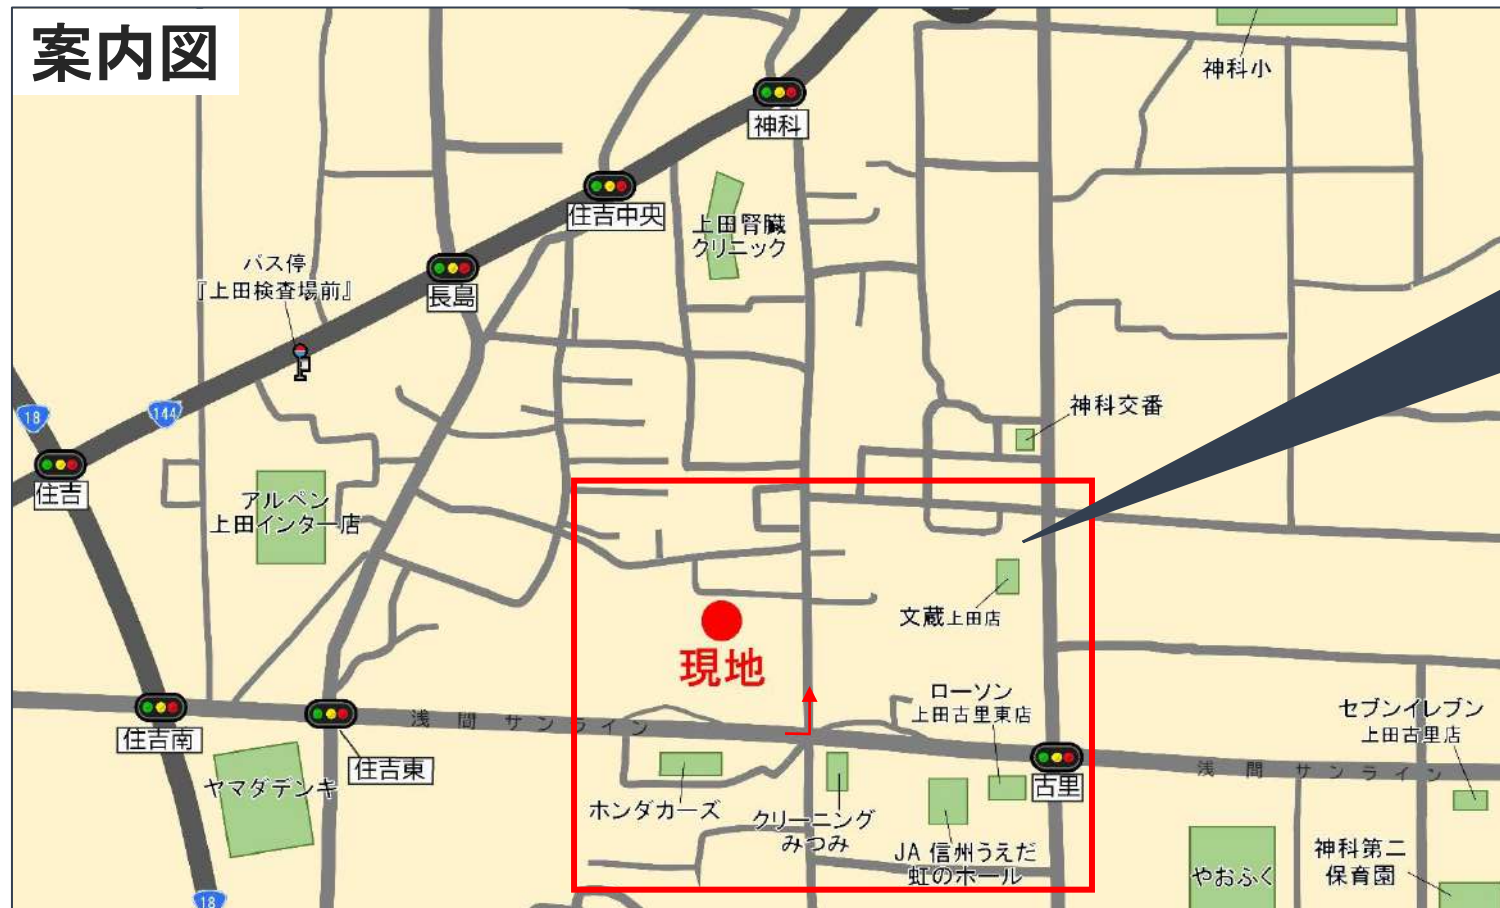 案内図
神科小
神科
住吉中央
上田腎臓
クリニック
バス停
『上田検査場前』
長島
18
144
神科交番
住吉
アルペン
上田インター店
文蔵上田店
現地
ローソン
上田古里東店
セブンイレブン
上田古里店
浅間サンライン
住吉南
住吉東
浅間サンライン
ヤマダデンキ
古里
ホンダカーズ
クリーニング
みつみ
JA 信州うえだ
虹のホール
やおふく
神科第二
保育園
18